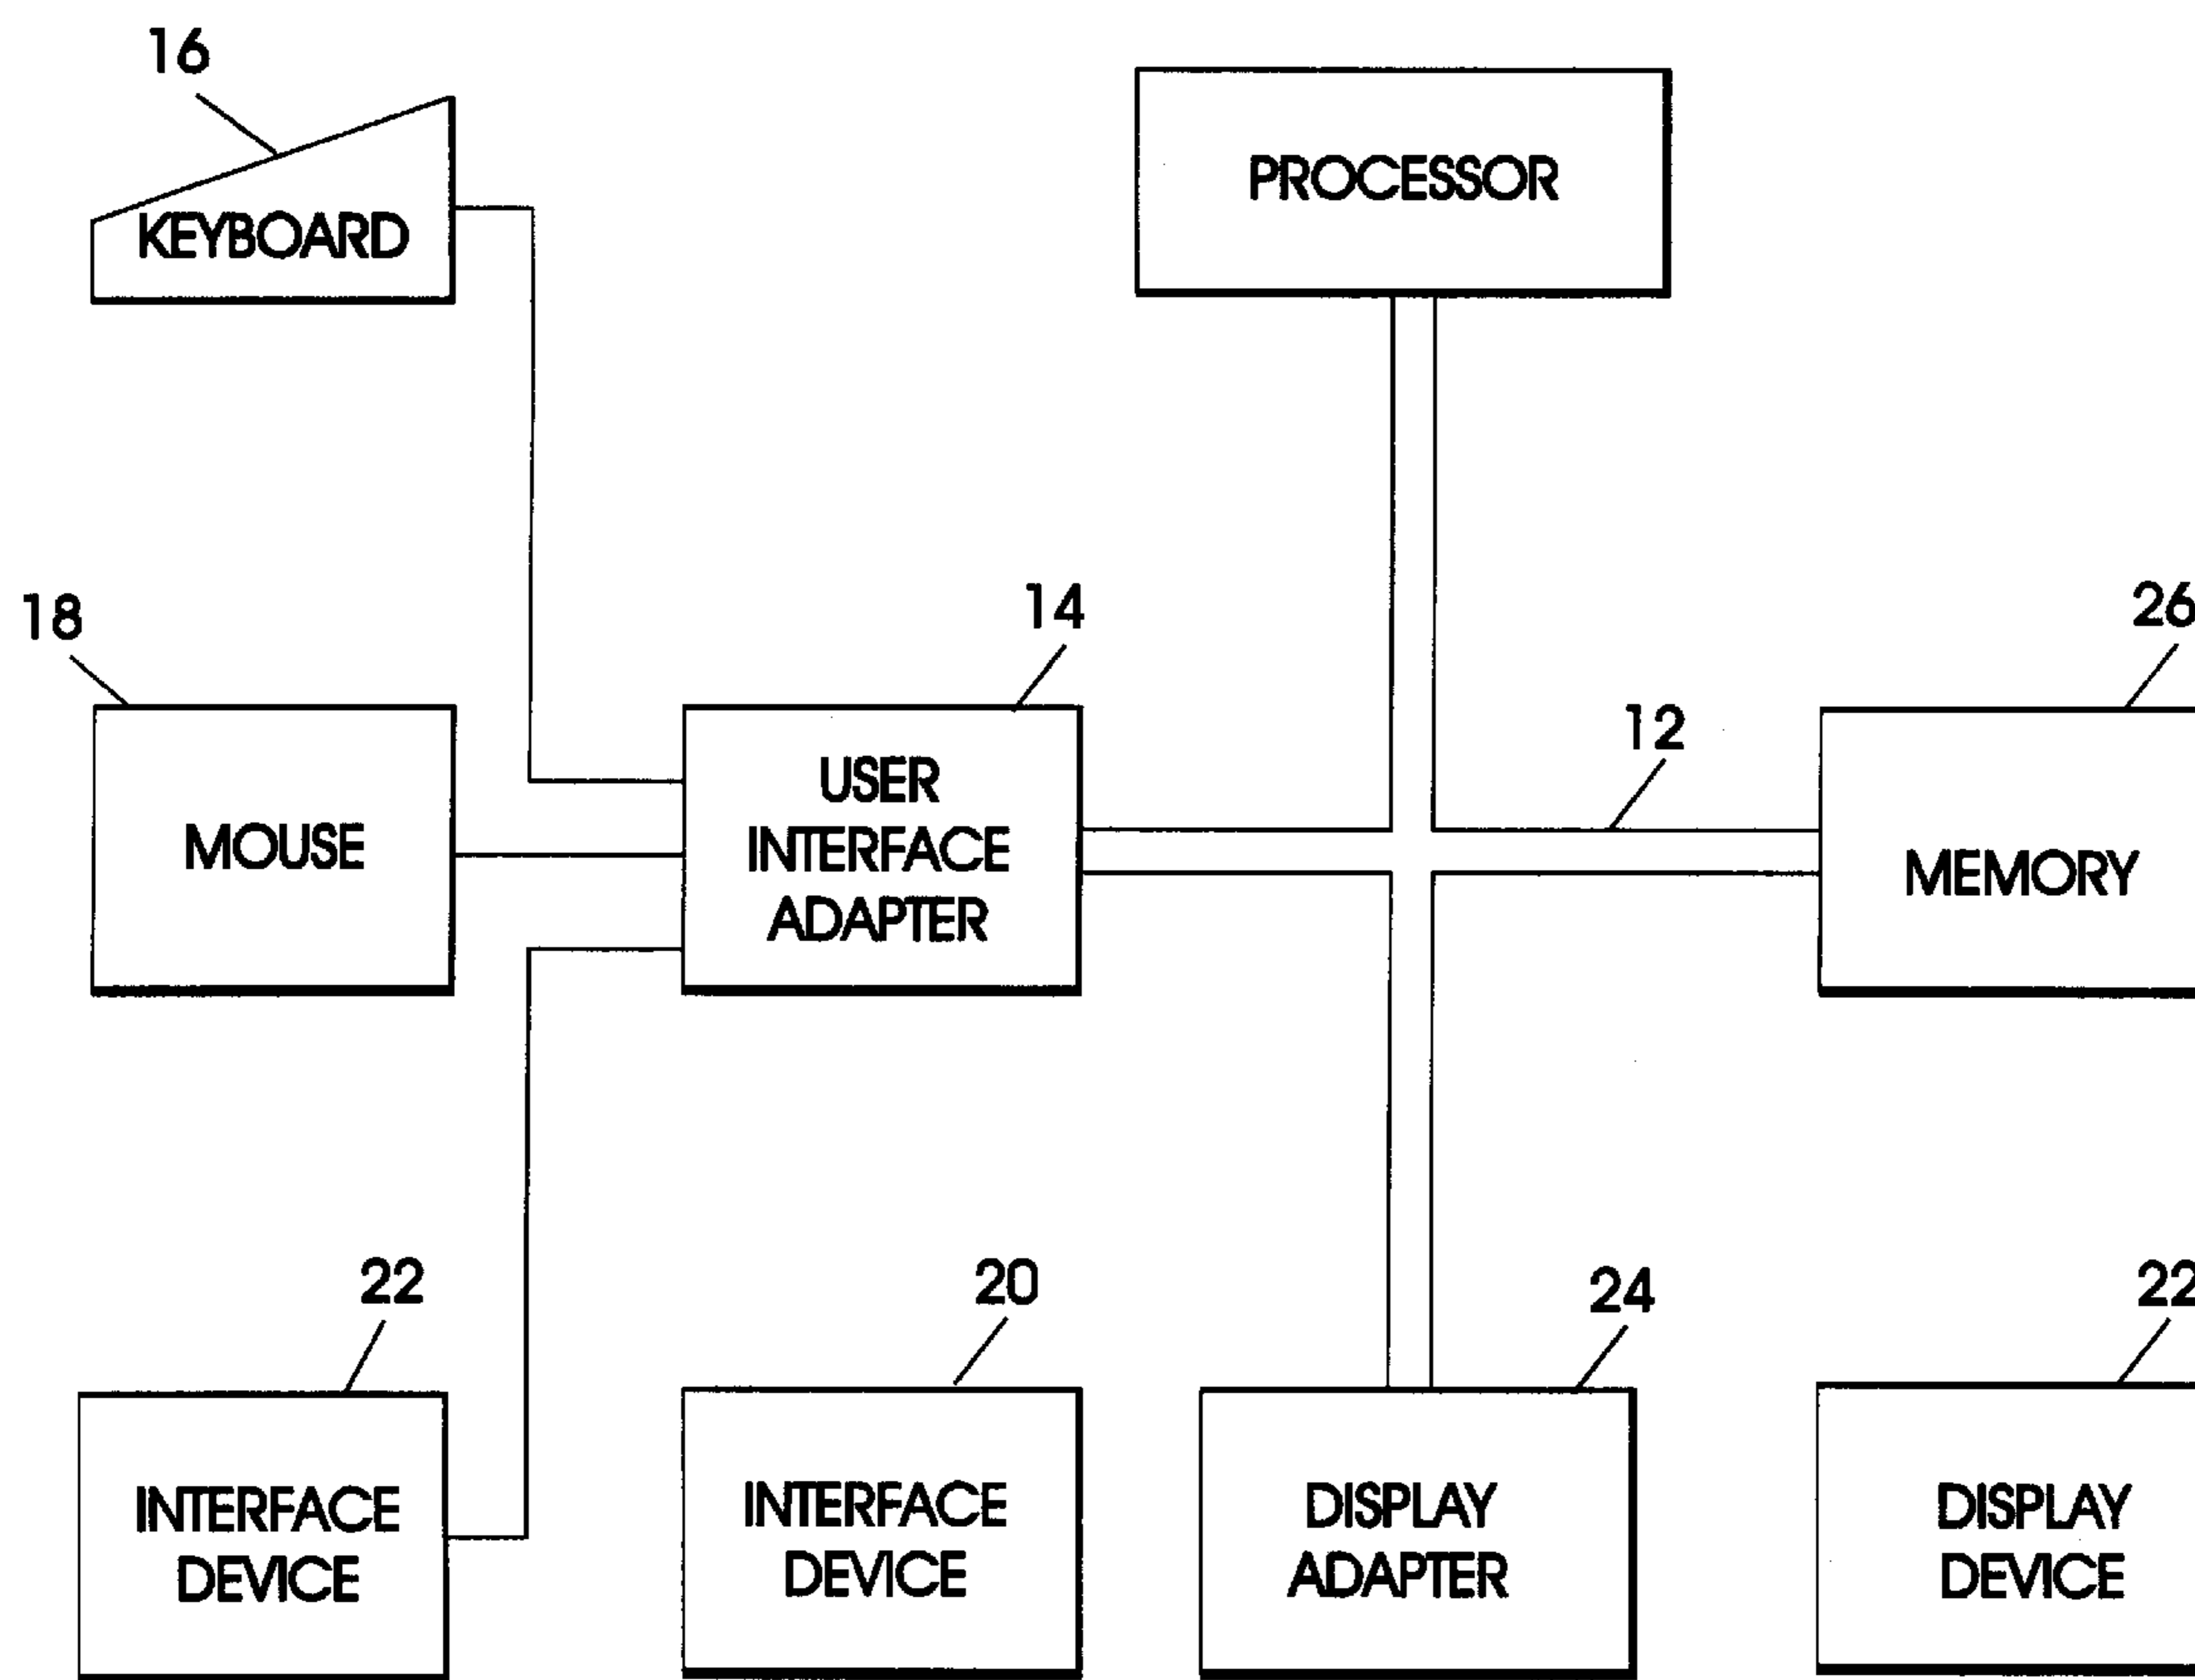 16
KEYBOARD
PROCESSOR
18
MOUSE
14
USER
INTERFACE
ADAPTER
12
26
MEMORY
22
INTERFACE
DEVICE
20
INTERFACE
DEVICE
24
DISPLAY
ADAPTER
22
DISPLAY
DEVICE